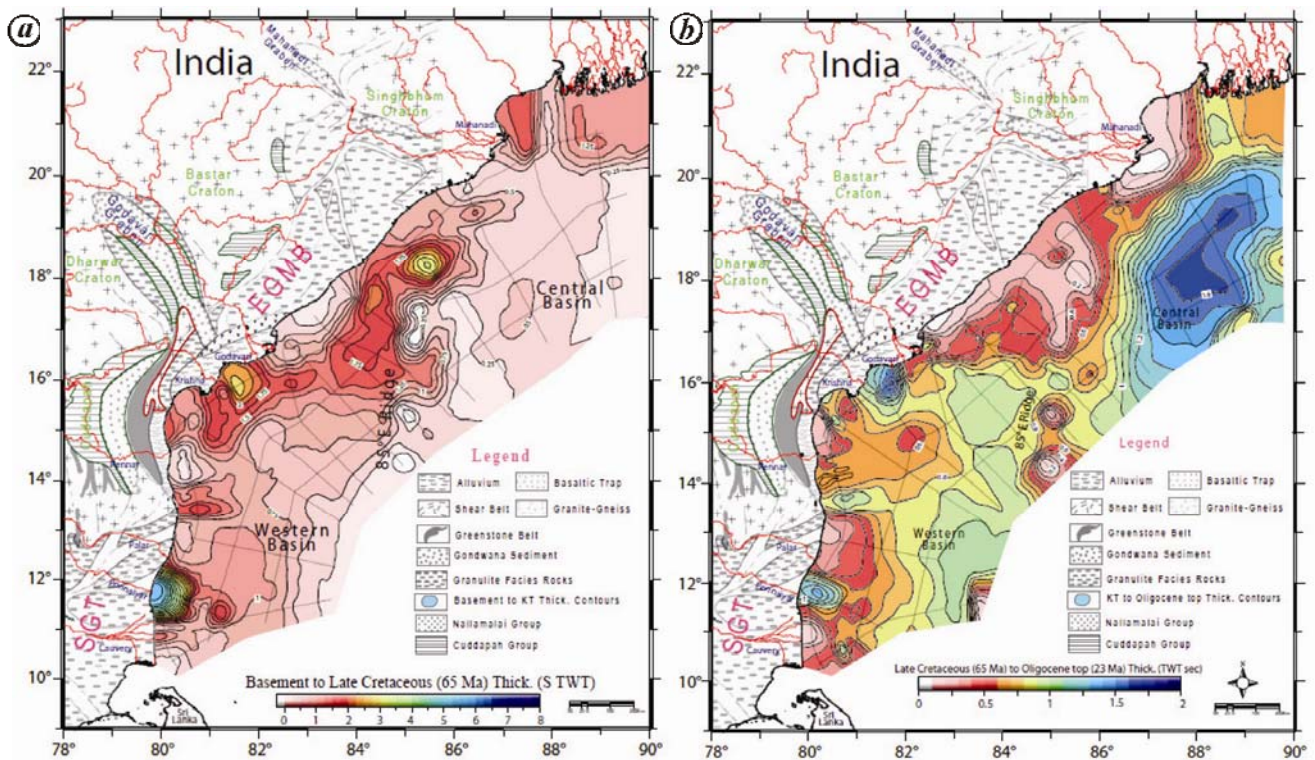 a
India
Mahanadi
Graben
22°
Singhbham
Craton
Mahanadi
20°
Bastar
Craton
Godavari
Graben
Dharwar
Craton
18°
EGMB
Central
Basin
Godavari
Krishna
16°
85°E Ridge
Legend
Pennar
Alluvium
Basaltic Trap
14°
Shear Belt
Granite-Gneiss
Greenstone Belt
Western
Basin
Palar
Gondwana Sediment
Granulite Facies Rocks
12°
Basement to KT Thick. Contours
SGT
Nallamalai Group
Cuddapah Group
Cauvery
10°
Basement to Late Cretaceous (65 Ma) Thick. (S TWT)
0 1 2 3 4 5 6 7 8
Sri
Lanka
78° 80° 82° 84° 86° 88° 90°
b
India
Mahanadi
Graben
22°
Singhbham
Craton
Mahanadi
20°
Bastar
Craton
Godavari
Graben
Dharwar
Craton
18°
EGMB
Central
Basin
Godavari
Krishna
16°
85°E Ridge
Legend
Pennar
Alluvium
Basaltic Trap
14°
Shear Belt
Granite-Gneiss
Greenstone Belt
Western
Basin
Palar
Gondwana Sediment
Granulite Facies Rocks
12°
KT to Oligocene top Thick. Contours
SGT
Nallamalai Group
Cuddapah Group
Cauvery
10°
Late Cretaceous (65 Ma) to Oligocene top (23 Ma) Thick. (TWT sec)
0 0.5 1 1.5 2
Sri
Lanka
78° 80° 82° 84° 86° 88° 90°